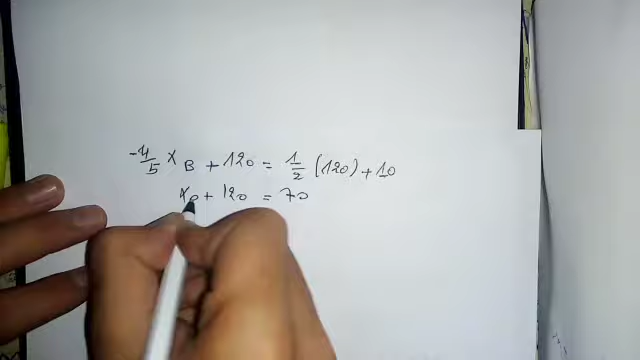 -4/5 x B + 120 = 1/2 (120) + 10
x B + 120 = 70